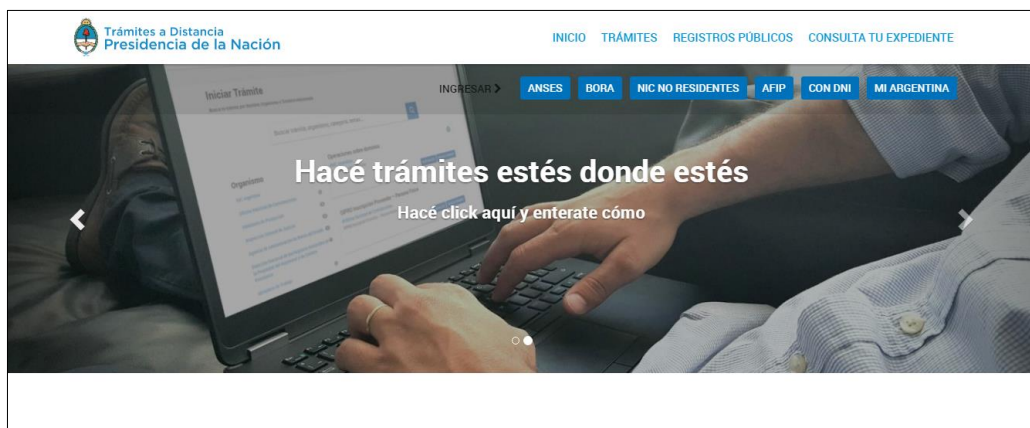 Trámites a Distancia
Presidencia de la Nación
INICIO TRÁMITES REGISTROS PÚBLICOS CONSULTA TU EXPEDIENTE
INGRESAR ANSES BORA NIC NO RESIDENTES AFIP CON DNI MI ARGENTINA
Iniciar Trámite
Organismo
Hacé trámites estés donde estés
Hacé click aquí y enterate cómo